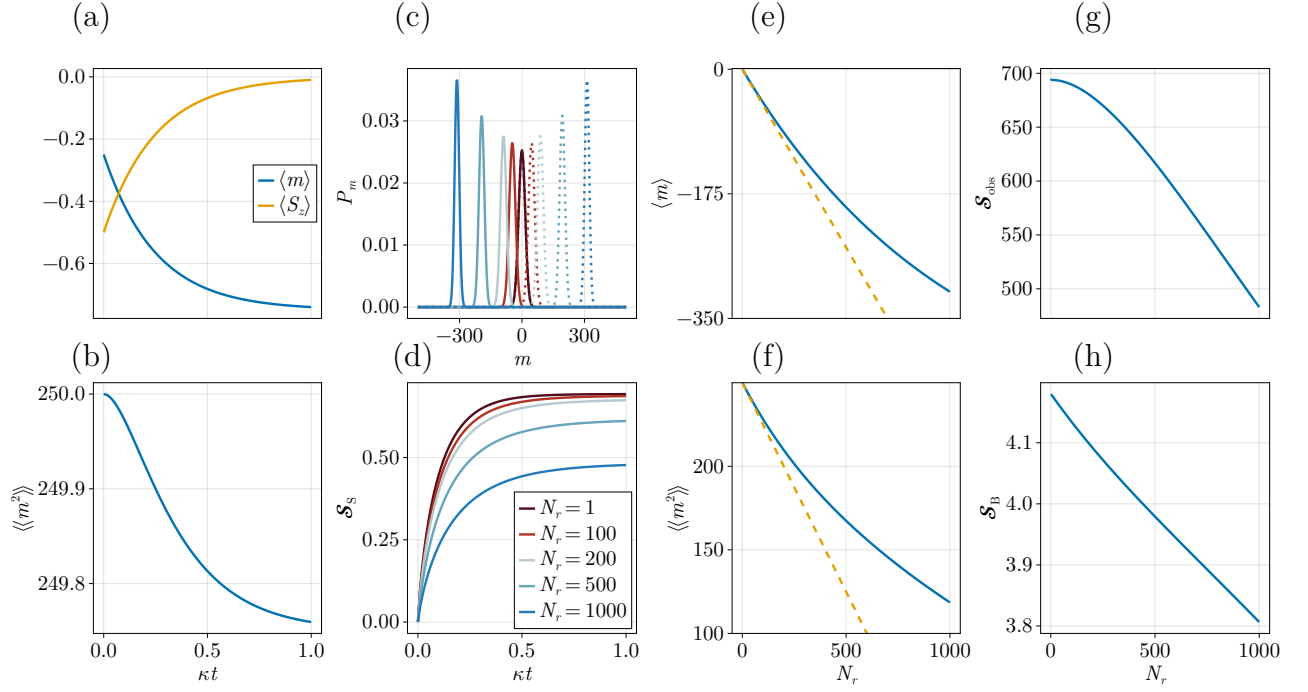 (a)
0.0
−0.2
−0.4
−0.6
⟨m⟩
⟨S_z⟩
(b)
⟨⟨m²⟩⟩
250.0
249.9
249.8
0.0 0.5 1.0
κt
(c)
P_m
0.03
0.02
0.01
0.00
−300 0 300
m
(d)
𝓢_S
0.50
0.25
0.00
N_r = 1
N_r = 100
N_r = 200
N_r = 500
N_r = 1000
0.0 0.5 1.0
κt
(e)
⟨m⟩
0
−175
−350
(f)
⟨⟨m²⟩⟩
200
150
100
0 500 1000
N_r
(g)
𝓢_obs
700
650
600
550
500
(h)
𝓢_B
4.1
4.0
3.9
3.8
0 500 1000
N_r